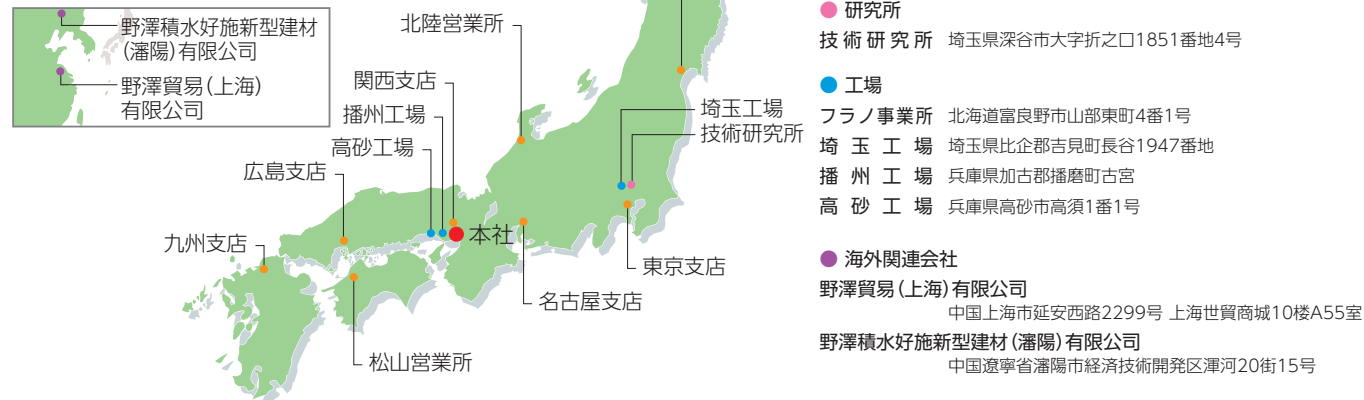 野澤積水好施新型建材
(瀋陽)有限公司
野澤貿易(上海)
有限公司
北陸営業所
関西支店
播州工場
高砂工場
広島支店
九州支店
本社
埼玉工場
技術研究所
東京支店
名古屋支店
松山営業所
研究所
技術研究所 埼玉県深谷市大字折之口1851番地4号
工場
フラノ事業所 北海道富良野市山部東町4番1号
埼玉工場 埼玉県比企郡吉見町長谷1947番地
播州工場 兵庫県加古郡播磨町古宮
高砂工場 兵庫県高砂市高須1番1号
海外関連会社
野澤貿易(上海)有限公司
中国上海市延安西路2299号 上海世貿商城10楼A55室
野澤積水好施新型建材(瀋陽)有限公司
中国遼寧省瀋陽市経済技術開発区渾河20街15号